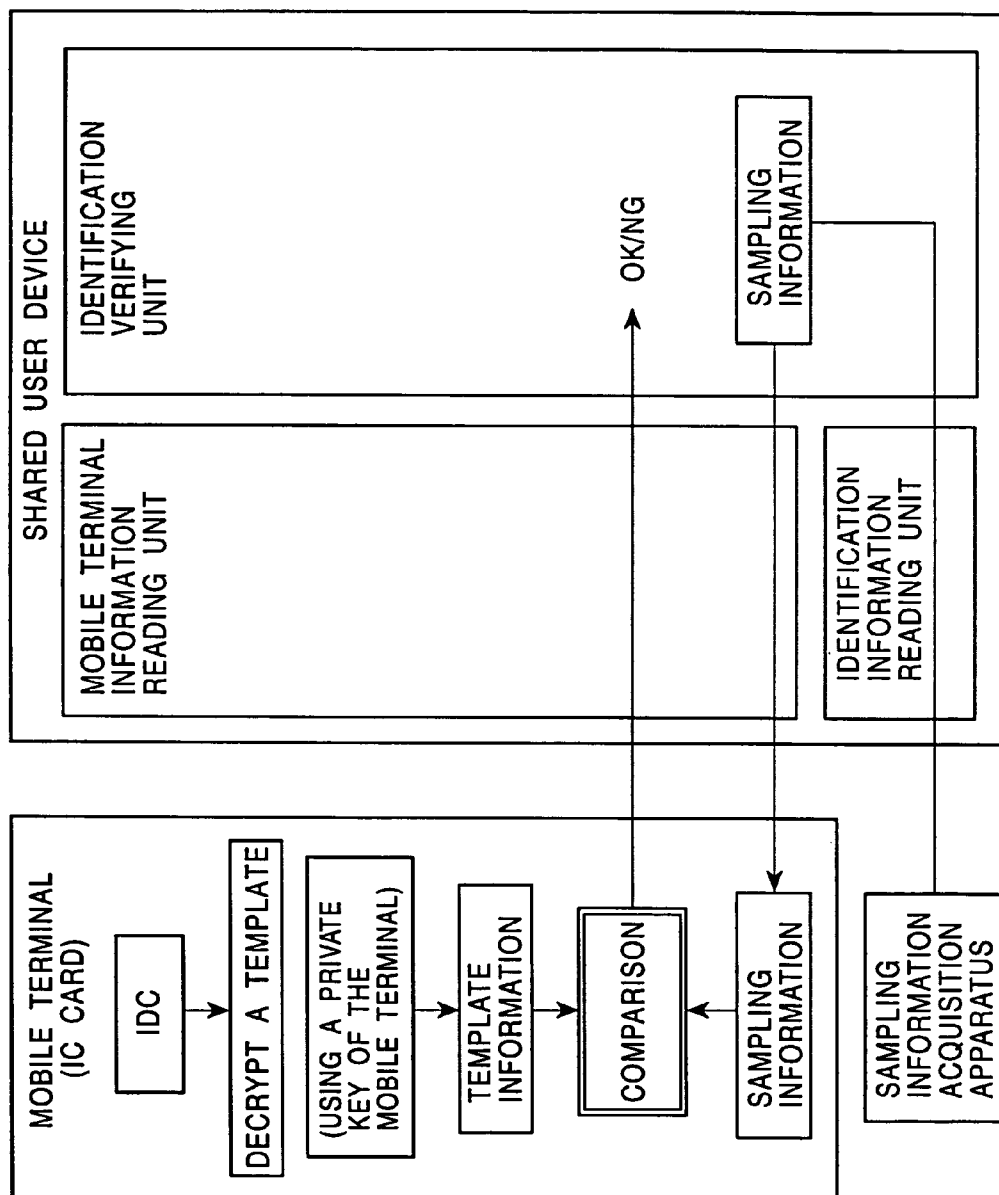 MOBILE TERMINAL
(IC CARD)
IDC
DECRYPT A TEMPLATE
(USING A PRIVATE
KEY OF THE
MOBILE TERMINAL)
TEMPLATE
INFORMATION
COMPARISON
SAMPLING
INFORMATION
SAMPLING
INFORMATION
ACQUISITION
APPARATUS
SHARED USER DEVICE
MOBILE TERMINAL
INFORMATION
READING UNIT
IDENTIFICATION
INFORMATION
READING UNIT
IDENTIFICATION
VERIFYING
UNIT
OK/NG
SAMPLING
INFORMATION